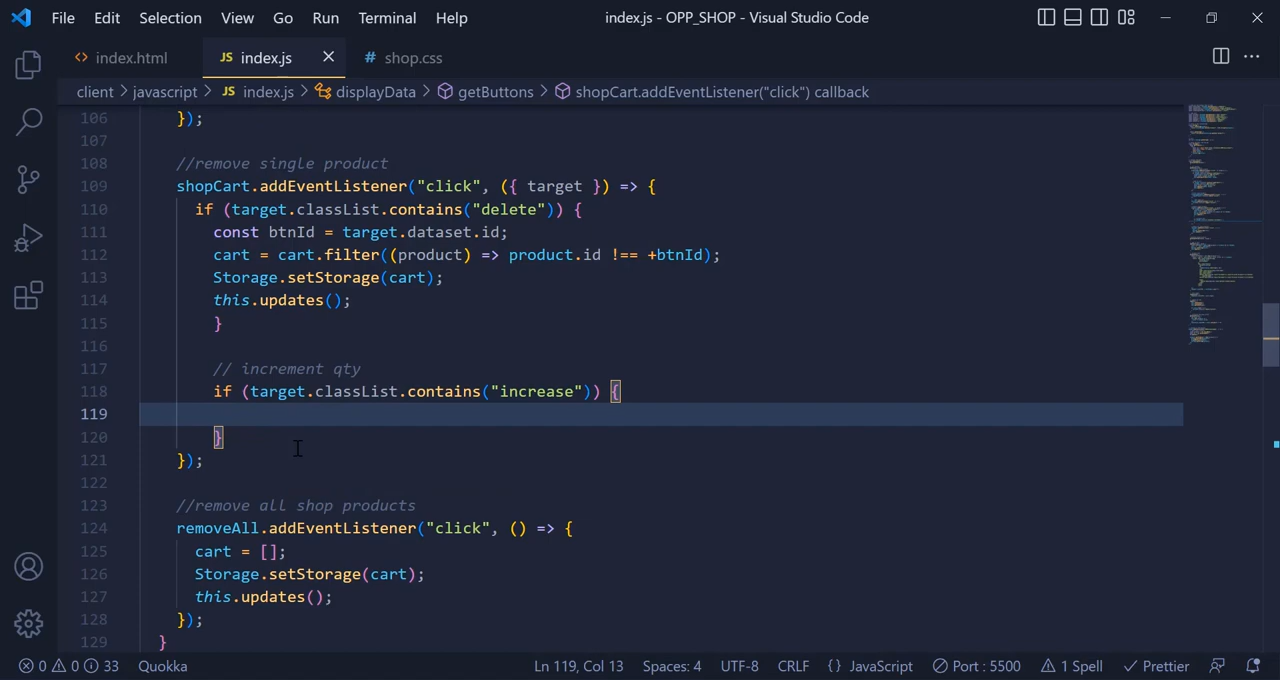 File Edit Selection View Go Run Terminal Help index.js - OPP_SHOP - Visual Studio Code
<> index.html JS index.js # shop.css
client > javascript > JS index.js > displayData > getButtons > shopCart.addEventListener("click") callback
106 });
107
108 //remove single product
109 shopCart.addEventListener("click", ({ target }) => {
110 if (target.classList.contains("delete")) {
111 const btnId = target.dataset.id;
112 cart = cart.filter((product) => product.id !== +btnId);
113 Storage.setStorage(cart);
114 this.updates();
115 }
116
117 // increment qty
118 if (target.classList.contains("increase")) {
119
120 }
121 });
122
123 //remove all shop products
124 removeAll.addEventListener("click", () => {
125 cart = [];
126 Storage.setStorage(cart);
127 this.updates();
128 });
129 }
0 0 33 Quokka Ln 119, Col 13 Spaces: 4 UTF-8 CRLF {} JavaScript Port : 5500 1 Spell Prettier